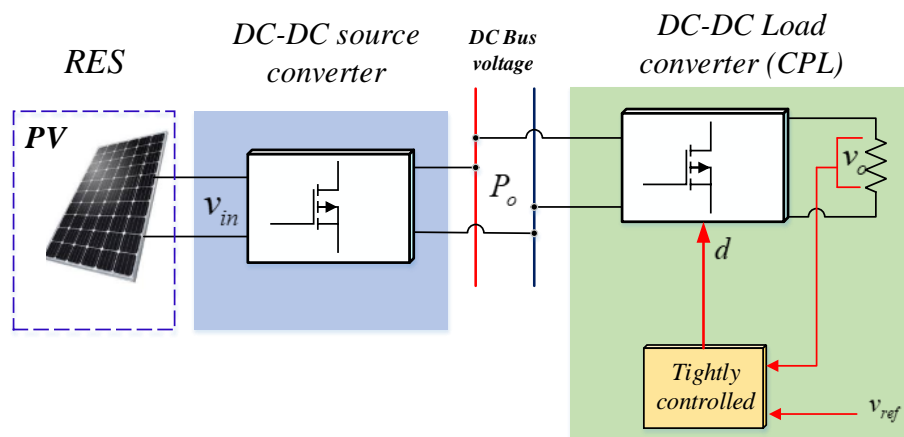 RES
DC-DC source
converter
DC Bus
voltage
DC-DC Load
converter (CPL)
PV
v_in
P_o
v_o
d
Tightly
controlled
v_ref